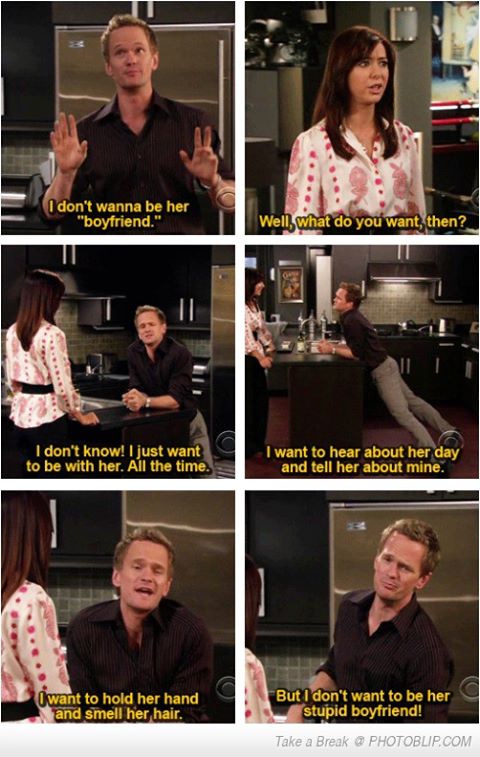 I don't wanna be her
"boyfriend."
Well, what do you want, then?
I don't know! I just want
to be with her. All the time.
I want to hear about her day
and tell her about mine.
I want to hold her hand
and smell her hair.
But I don't want to be her
stupid boyfriend!
Take a Break @ PHOTOBLIP.COM